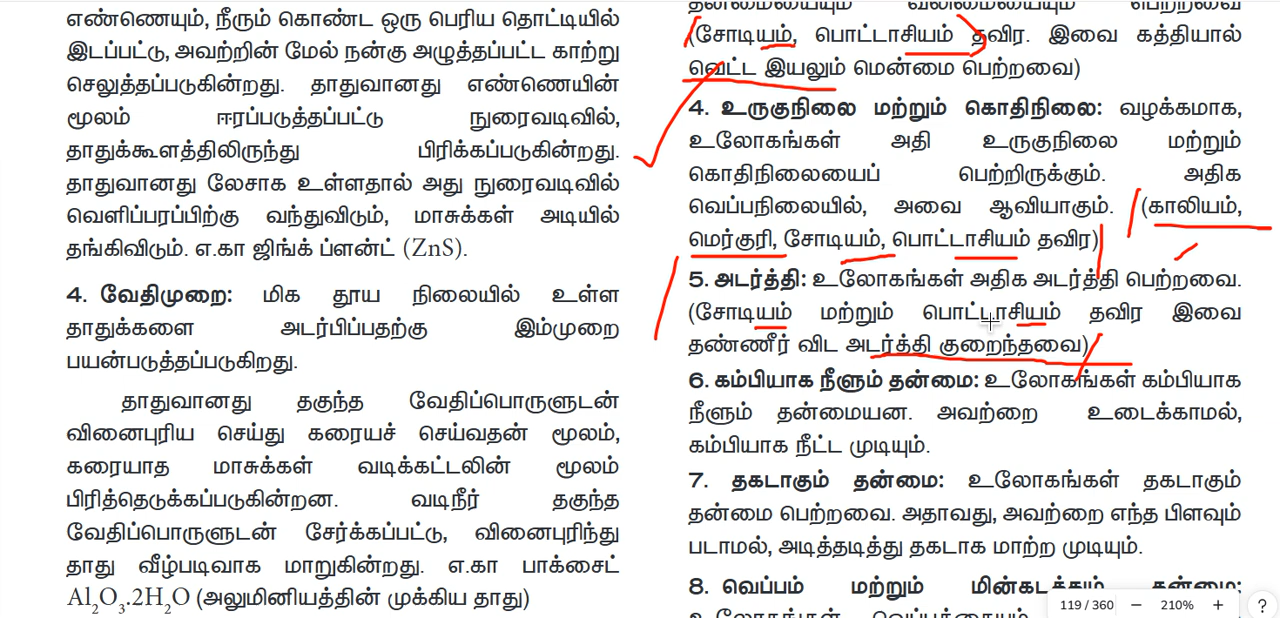 எண்ணெயும், நீரும் கொண்ட ஒரு பெரிய தொட்டியில்
இடப்பட்டு, அவற்றின் மேல் நன்கு அழுத்தப்பட்ட காற்று
செலுத்தப்படுகின்றது. தாதுவானது எண்ணெயின்
மூலம் ஈரப்படுத்தப்பட்டு நுரைவடிவில்,
தாதுக்கூளத்திலிருந்து பிரிக்கப்படுகின்றது.
தாதுவானது லேசாக உள்ளதால் அது நுரைவடிவில்
வெளிப்பரப்பிற்கு வந்துவிடும், மாசுக்கள் அடியில்
தங்கிவிடும். எ.கா ஜிங்க் ப்ளன்ட் (ZnS).
4. வேதிமுறை: மிக தூய நிலையில் உள்ள
தாதுக்களை அடர்பிப்பதற்கு இம்முறை
பயன்படுத்தப்படுகிறது.
தாதுவானது தகுந்த வேதிப்பொருளுடன்
வினைபுரிய செய்து கரையச் செய்வதன் மூலம்,
கரையாத மாசுக்கள் வடிக்கட்டலின் மூலம்
பிரித்தெடுக்கப்படுகின்றன. வடிநீர் தகுந்த
வேதிப்பொருளுடன் சேர்க்கப்பட்டு, வினைபுரிந்து
தாது வீழ்படிவாக மாறுகின்றது. எ.கா பாக்சைட்
Al₂O₃.2H₂O (அலுமினியத்தின் முக்கிய தாது)
தன்மையையும் வலிமையையும் பெற்றவை
(சோடியம், பொட்டாசியம் தவிர. இவை கத்தியால்
வெட்ட இயலும் மென்மை பெற்றவை)
4. உருகுநிலை மற்றும் கொதிநிலை: வழக்கமாக,
உலோகங்கள் அதி உருகுநிலை மற்றும்
கொதிநிலையைப் பெற்றிருக்கும். அதிக
வெப்பநிலையில், அவை ஆவியாகும். (காலியம்,
மெர்குரி, சோடியம், பொட்டாசியம் தவிர)
5. அடர்த்தி: உலோகங்கள் அதிக அடர்த்தி பெற்றவை.
(சோடியம் மற்றும் பொட்டாசியம் தவிர இவை
தண்ணீர் விட அடர்த்தி குறைந்தவை)
6. கம்பியாக நீளும் தன்மை: உலோகங்கள் கம்பியாக
நீளும் தன்மையன. அவற்றை உடைக்காமல்,
கம்பியாக நீட்ட முடியும்.
7. தகடாகும் தன்மை: உலோகங்கள் தகடாகும்
தன்மை பெற்றவை. அதாவது, அவற்றை எந்த பிளவும்
படாமல், அடித்தடித்து தகடாக மாற்ற முடியும்.
8. வெப்பம் மற்றும் மின்கடத்தும் தன்மை:
உலோகங்கள் வெப்பத்தையும்
119 / 360 − 210% + ?